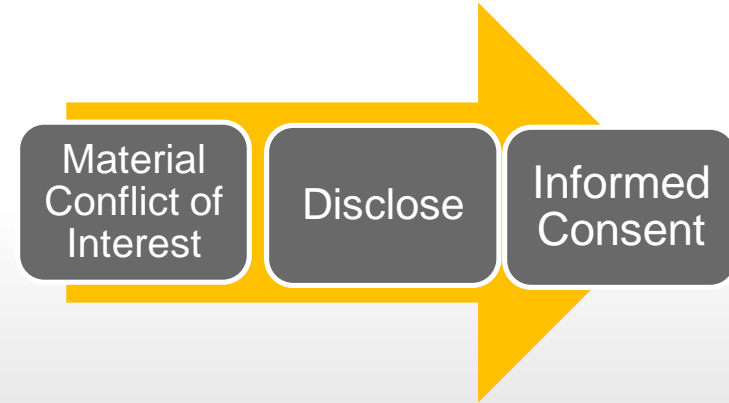 Material
Conflict of
Interest
Disclose
Informed
Consent